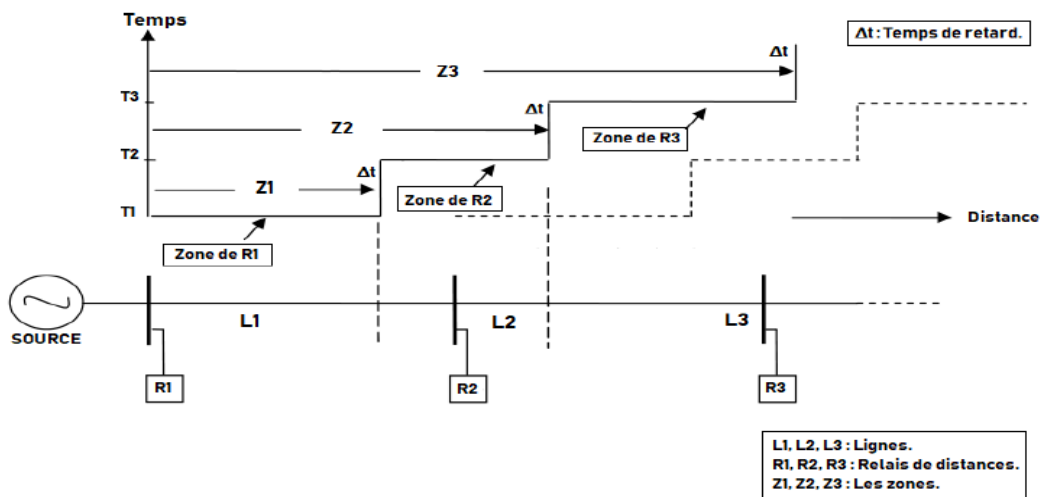 Temps
Δt : Temps de retard.
Δt
Z3
T3
Δt
Z2
Zone de R3
T2
Δt
Z1
Zone de R2
T1
Distance
Zone de R1
L1
L2
L3
SOURCE
R1
R2
R3
L1, L2, L3 : Lignes.
R1, R2, R3 : Relais de distances.
Z1, Z2, Z3 : Les zones.